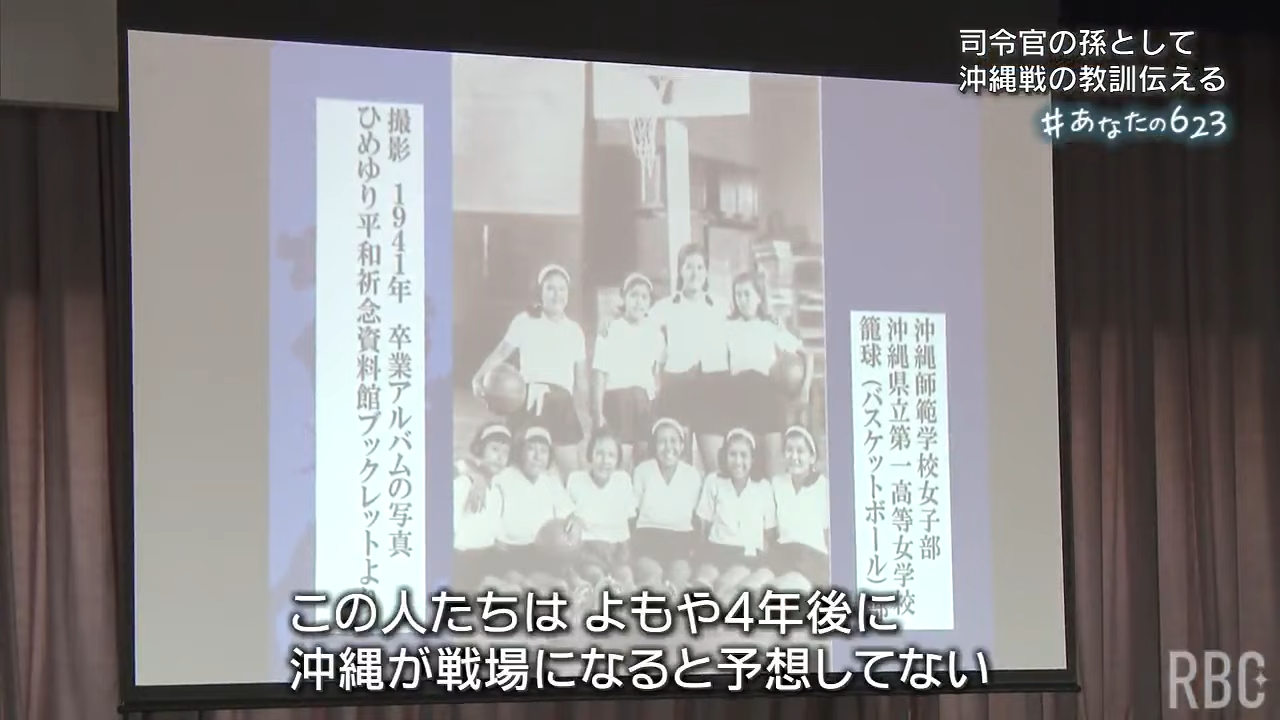 司令官の孫として
沖縄戦の教訓伝える
#あなたの623
沖縄師範学校女子部
沖縄県立第一高等女学校
籠球（バスケットボール）部
撮影 1941年 卒業アルバムの写真
ひめゆり平和祈念資料館ブックレットよ
この人たちは よもや4年後に
沖縄が戦場になると予想してない
RBC